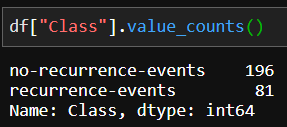 df["Class"].value_counts()
no-recurrence-events    196
recurrence-events        81
Name: Class, dtype: int64